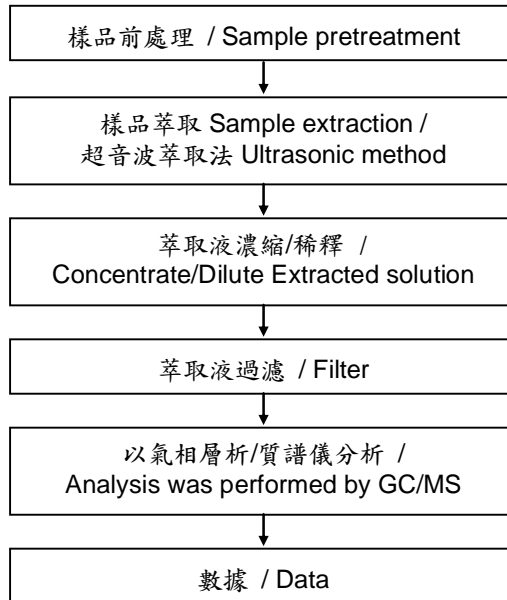 樣品前處理 / Sample pretreatment
樣品萃取 Sample extraction /
超音波萃取法 Ultrasonic method
萃取液濃縮/稀釋 /
Concentrate/Dilute Extracted solution
萃取液過濾 / Filter
以氣相層析/質譜儀分析 /
Analysis was performed by GC/MS
數據 / Data